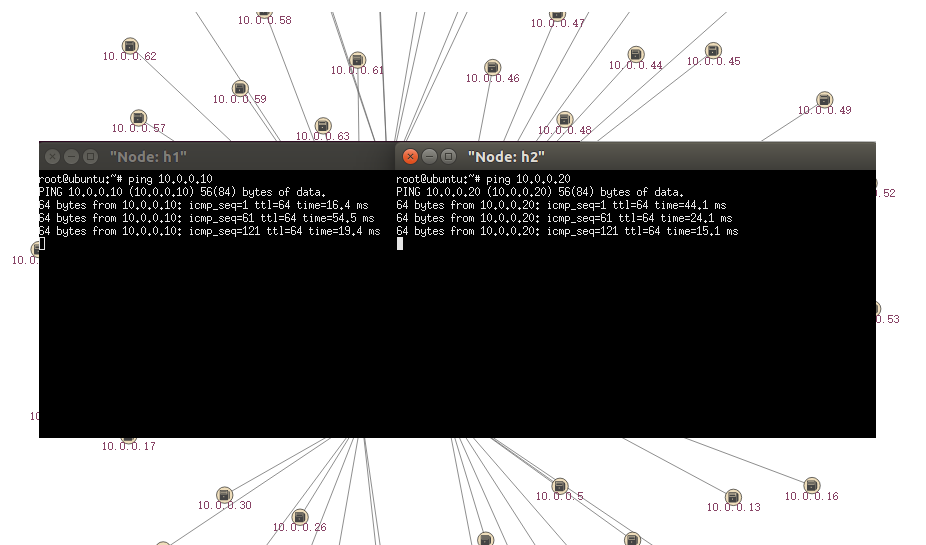 10.0.0.58
10.0.0.47
10.0.0.62
10.0.0.61
10.0.0.44
10.0.0.45
10.0.0.46
10.0.0.59
10.0.0.49
10.0.0.57
10.0.0.63
10.0.0.48
"Node: h1"
root@ubuntu:~# ping 10.0.0.10
PING 10.0.0.10 (10.0.0.10) 56(84) bytes of data.
64 bytes from 10.0.0.10: icmp_seq=1 ttl=64 time=16.4 ms
64 bytes from 10.0.0.10: icmp_seq=61 ttl=64 time=54.5 ms
64 bytes from 10.0.0.10: icmp_seq=121 ttl=64 time=19.4 ms
"Node: h2"
root@ubuntu:~# ping 10.0.0.20
PING 10.0.0.20 (10.0.0.20) 56(84) bytes of data.
64 bytes from 10.0.0.20: icmp_seq=1 ttl=64 time=44.1 ms
64 bytes from 10.0.0.20: icmp_seq=61 ttl=64 time=24.1 ms
64 bytes from 10.0.0.20: icmp_seq=121 ttl=64 time=15.1 ms
.52
10.0.
0.53
10
10.0.0.17
10.0.0.30
10.0.0.5
10.0.0.16
10.0.0.13
10.0.0.26